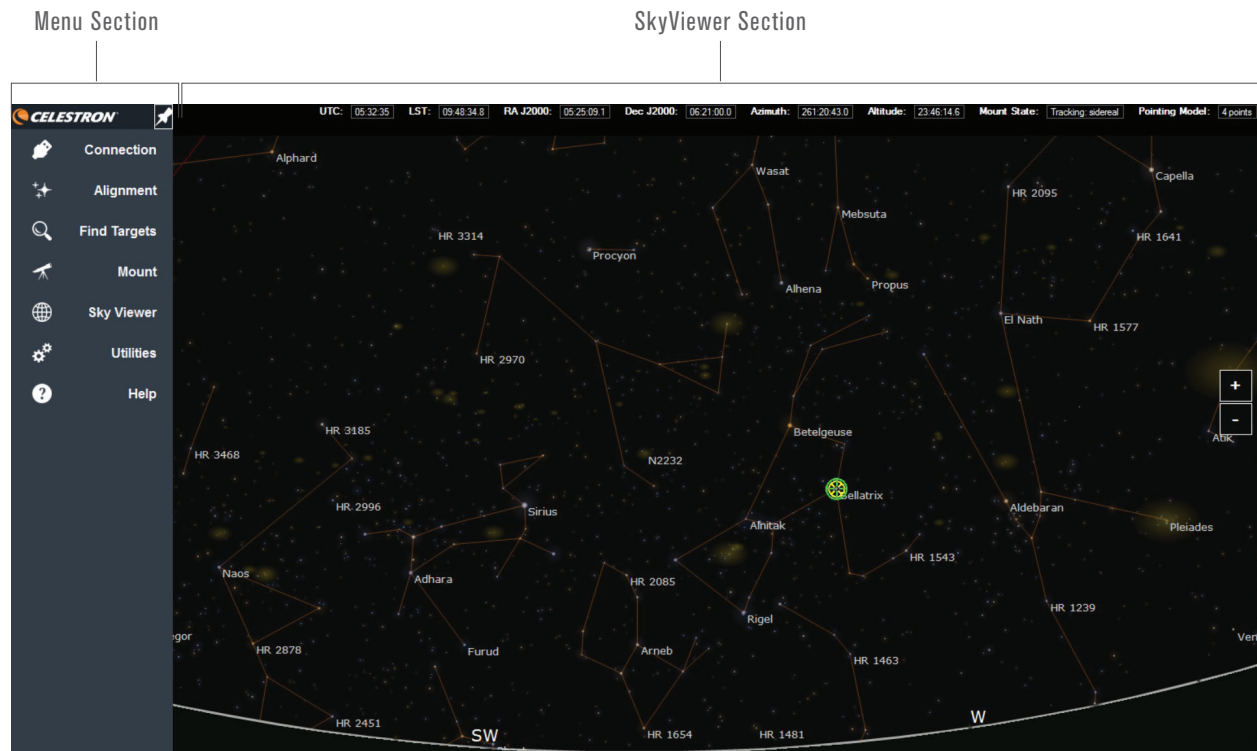 Menu Section
SkyViewer Section
CELESTRON
UTC: 05:32:35 LST: 09:48:34.8 RA J2000: 05:25:09.1 Dec J2000: 06:21:00.0 Azimuth: 261:20:43.0 Altitude: 23:46:14.6 Mount State: Tracking: sidereal Pointing Model: 4 points
Connection
Alignment
Find Targets
Mount
Sky Viewer
Utilities
? Help
Alphard
Wasat
Capella
HR 2095
Mebsuta
HR 3314
HR 1641
Procyon
Alhena
Propus
El Nath
HR 1577
HR 2970
+
-
HR 3185
Betelgeuse
Atik
HR 3468
N2232
Bellatrix
HR 2996
Sirius
Aldebaran
Alnitak
Pleiades
HR 1543
Naos
Adhara
HR 2085
HR 1239
Rigel
gor
Ven
HR 2878
Furud
Arneb
HR 1463
HR 2451
SW
HR 1654
HR 1481
W